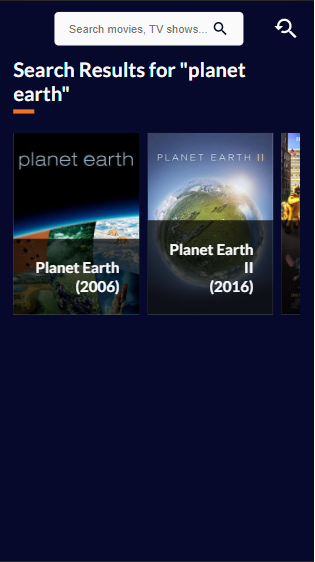 Search movies, TV shows...
Search Results for "planet
earth"
planet earth
Planet Earth
(2006)
PLANET EARTH II
Planet Earth
II
(2016)